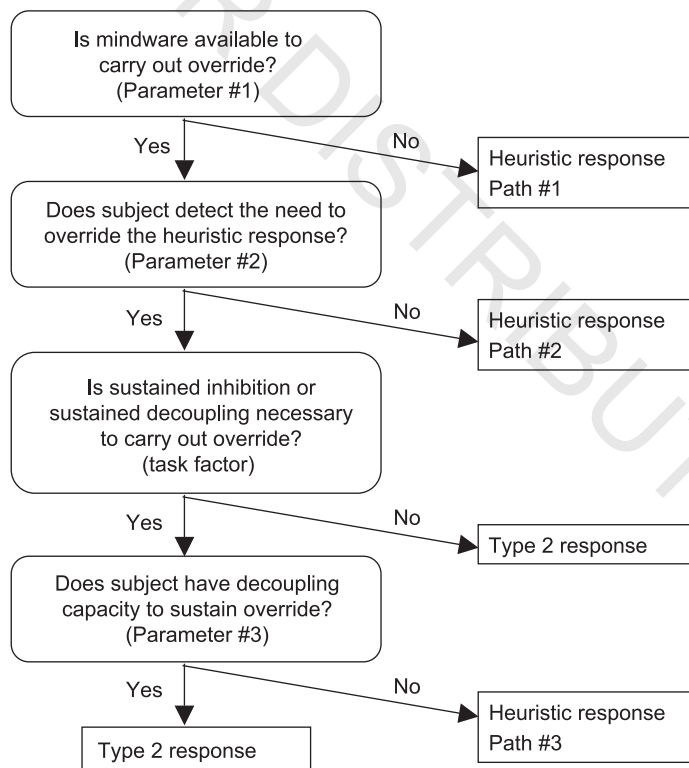 Is mindware available to
carry out override?
(Parameter #1)
Yes
No
Heuristic response
Path #1
Does subject detect the need to
override the heuristic response?
(Parameter #2)
Yes
No
Heuristic response
Path #2
Is sustained inhibition or
sustained decoupling necessary
to carry out override?
(task factor)
Yes
No
Type 2 response
Does subject have decoupling
capacity to sustain override?
(Parameter #3)
Yes
No
Heuristic response
Path #3
Type 2 response
R DISTRIBUT